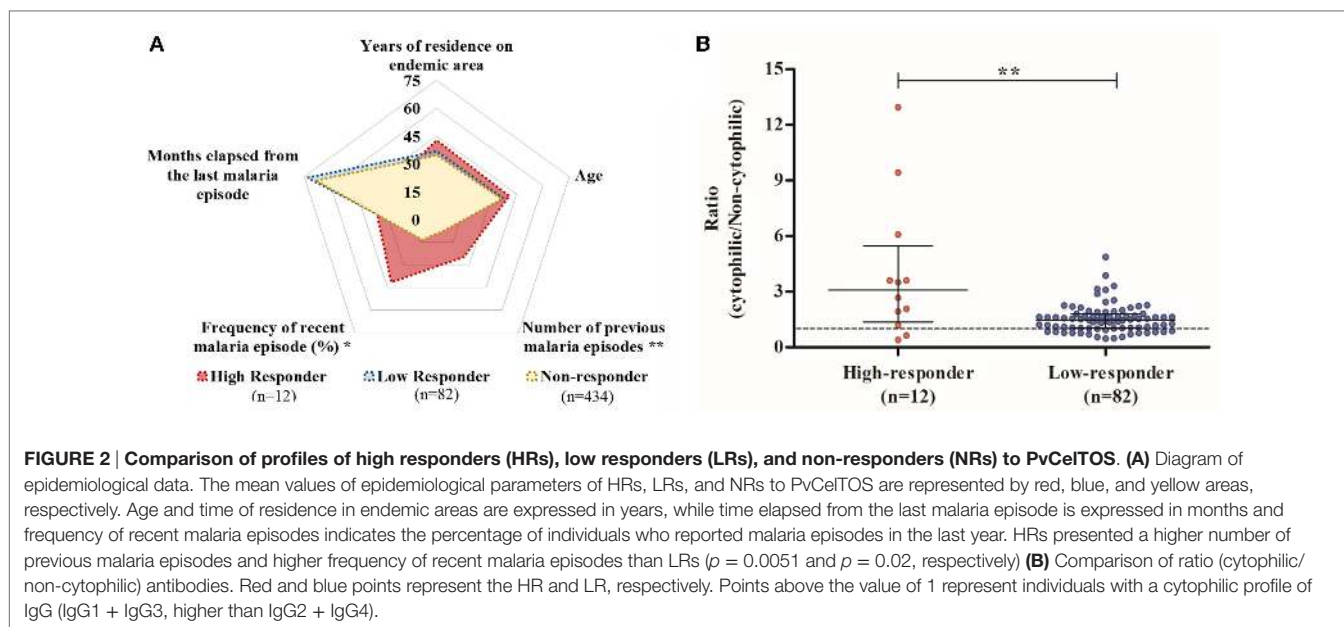 A
Years of residence on
endemic area
75
60
45
30
15
0
Months elapsed from
the last malaria
episode
Age
Frequency of recent
malaria episode (%) *
Number of previous
malaria episodes **
High Responder
(n=12)
Low Responder
(n=82)
Non-responder
(n=434)
B
15
12
9
6
3
0
Ratio
(cytophilic/Non-cytophilic)
**
High-responder
(n=12)
Low-responder
(n=82)
FIGURE 2 | Comparison of profiles of high responders (HRs), low responders (LRs), and non-responders (NRs) to PvCelTOS. (A) Diagram of
epidemiological data. The mean values of epidemiological parameters of HRs, LRs, and NRs to PvCelTOS are represented by red, blue, and yellow areas,
respectively. Age and time of residence in endemic areas are expressed in years, while time elapsed from the last malaria episode is expressed in months and
frequency of recent malaria episodes indicates the percentage of individuals who reported malaria episodes in the last year. HRs presented a higher number of
previous malaria episodes and higher frequency of recent malaria episodes than LRs (p = 0.0051 and p = 0.02, respectively) (B) Comparison of ratio (cytophilic/
non-cytophilic) antibodies. Red and blue points represent the HR and LR, respectively. Points above the value of 1 represent individuals with a cytophilic profile of
IgG (IgG1 + IgG3, higher than IgG2 + IgG4).